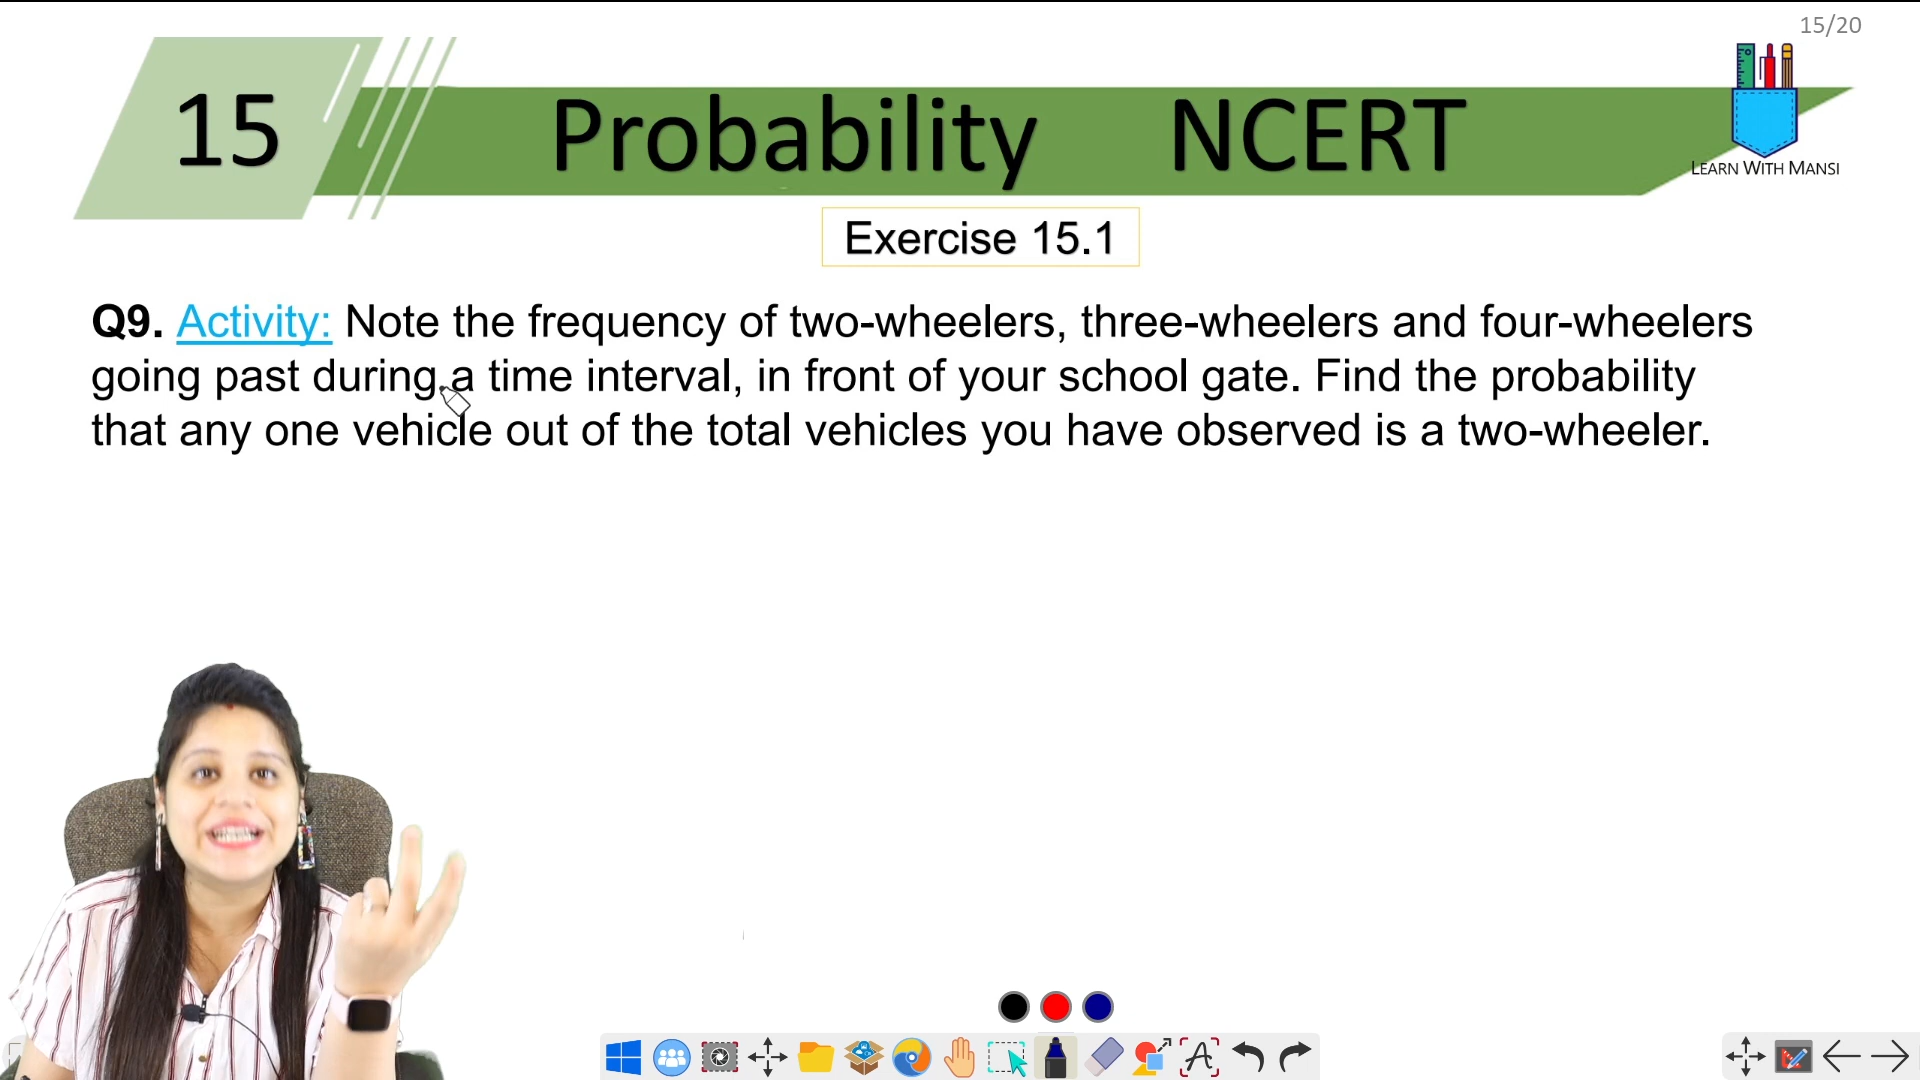 15/20
15 Probability NCERT
LEARN WITH MANSI
Exercise 15.1
Q9. Activity: Note the frequency of two-wheelers, three-wheelers and four-wheelers
going past during a time interval, in front of your school gate. Find the probability
that any one vehicle out of the total vehicles you have observed is a two-wheeler.